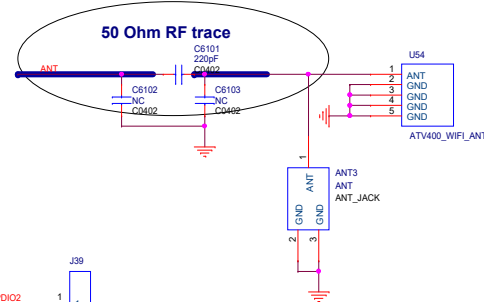 50 Ohm RF trace
C6101
220pF
C0402
ANT
C6102
NC
C0402
C6103
NC
C0402
U54
1 ANT
2 GND
3 GND
4 GND
5 GND
ATV400_WIFI_ANT
1
ANT
GND
GND
2
3
ANT3
ANT
ANT_JACK
J39
PDIO2
1